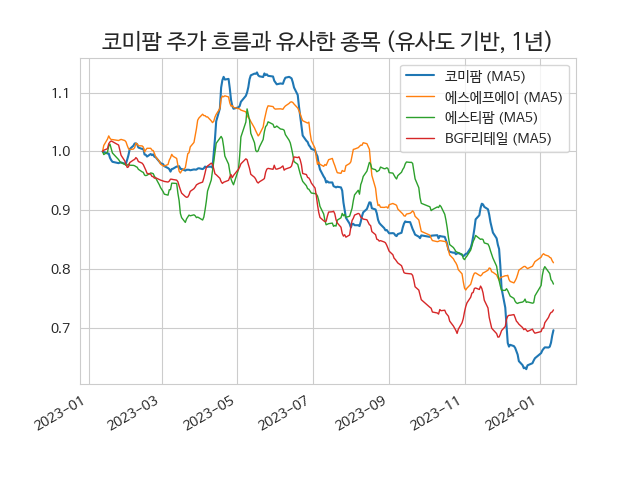 코미팜 주가 흐름과 유사한 종목 (유사도 기반, 1년)
코미팜 (MA5)
에스에프에이 (MA5)
에스티팜 (MA5)
BGF리테일 (MA5)
1.1
1.0
0.9
0.8
0.7
2023-01
2023-03
2023-05
2023-07
2023-09
2023-11
2024-01